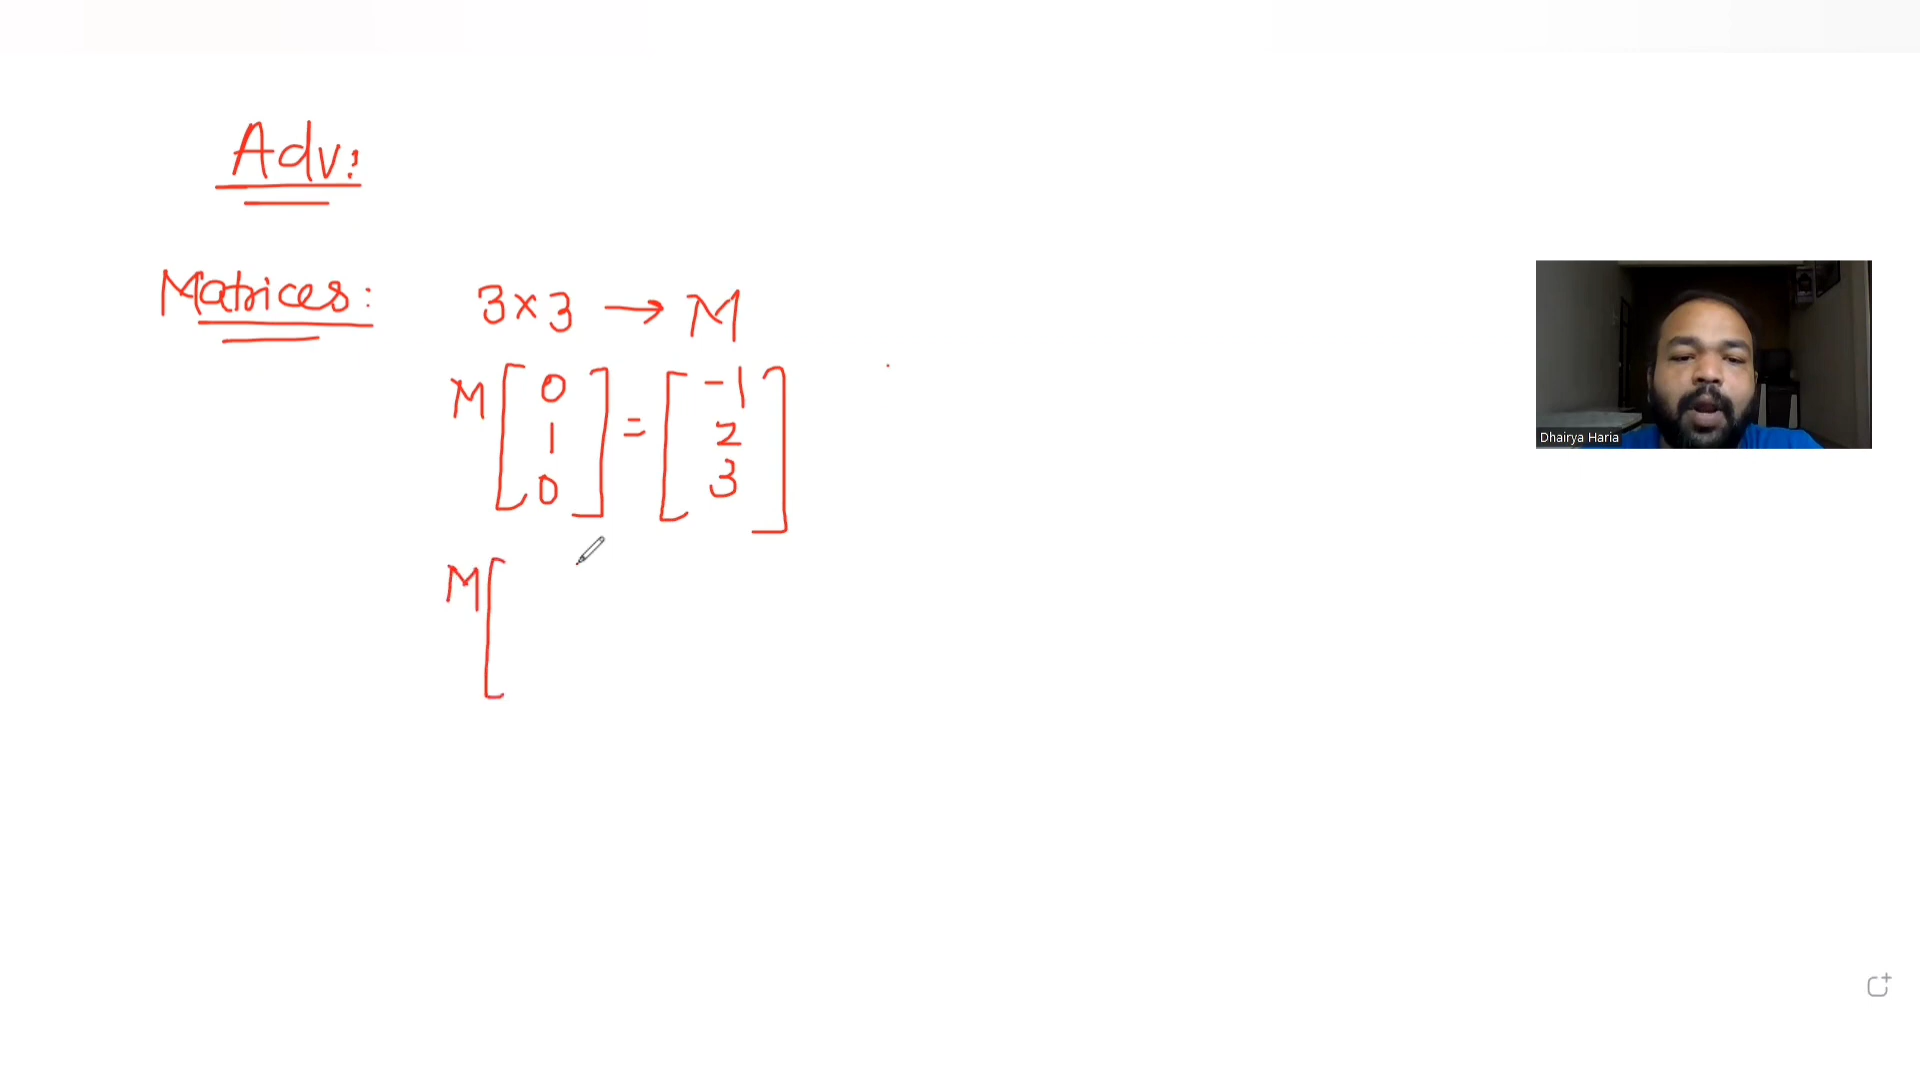 Adv:
Matrices: 3×3 → M
M [0 1 0] = [-1 2 3]
M [
Dhairya Haria